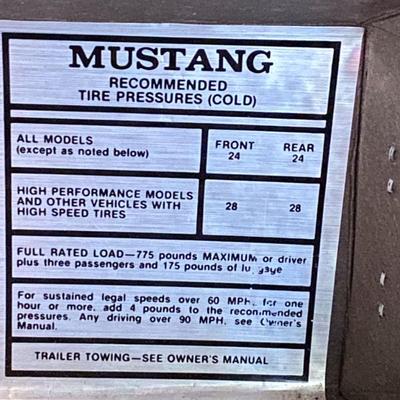 MUSTANG
RECOMMENDED
TIRE PRESSURES (COLD)
ALL MODELS
(except as noted below)
FRONT
24
REAR
24
HIGH PERFORMANCE MODELS
AND OTHER VEHICLES WITH
HIGH SPEED TIRES
28
28
FULL RATED LOAD—775 pounds MAXIMUM or driver
plus three passengers and 175 pounds of luggage
For sustained legal speeds over 60 MPH, for one
hour or more, add 4 pounds to the recommended
pressures. Any driving over 90 MPH, see Owner's
Manual.
TRAILER TOWING—SEE OWNER'S MANUAL